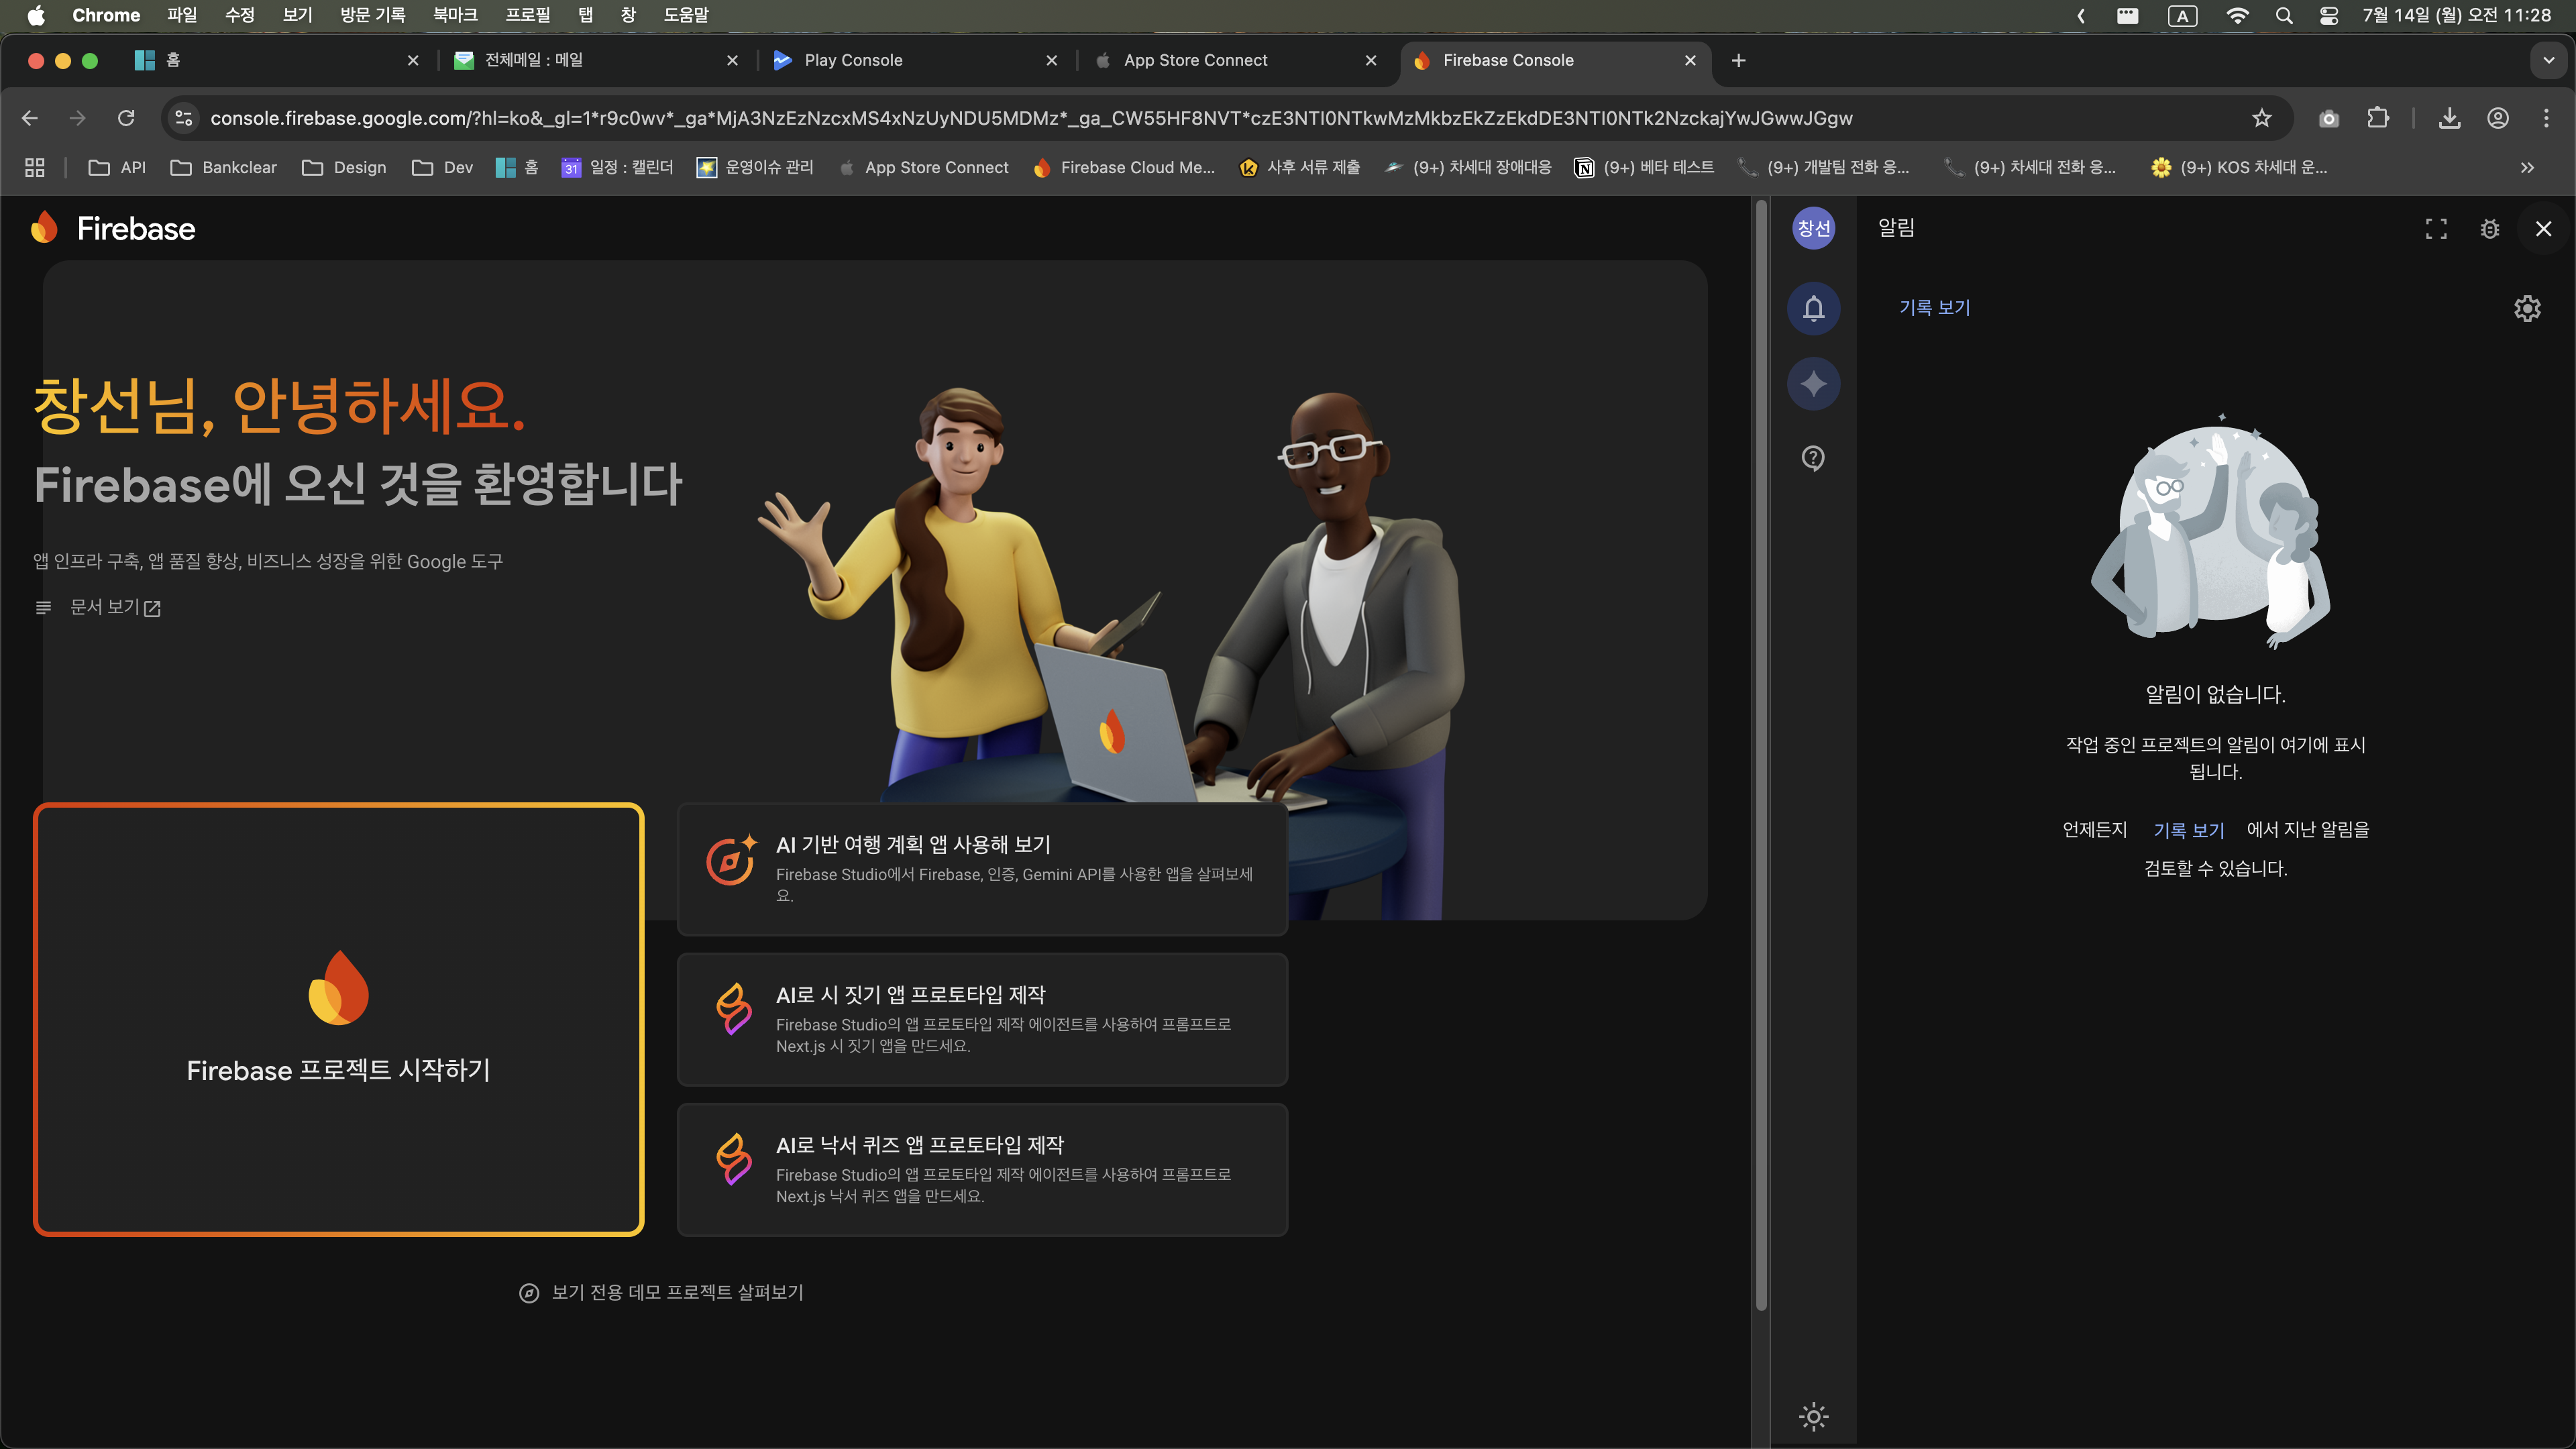 Chrome 파일 수정 보기 방문 기록 북마크 프로필 탭 창 도움말 A 7월 14일 (월) 오전 11:28
홈 전체메일 : 메일 Play Console App Store Connect Firebase Console
console.firebase.google.com/?hl=ko&_gl=1*r9c0wv*_ga*MjA3NzEzNzcxMS4xNzUyNDU5MDMz*_ga_CW55HF8NVT*czE3NTI0NTkwMzMkbzEkZzEkdDE3NTI0NTk2NzckajYwJGwwJGgw
API Bankclear Design Dev 홈 31 일정 : 캘린더 운영이슈 관리 App Store Connect Firebase Cloud Me... 사후 서류 제출 (9+) 차세대 장애대응 (9+) 베타 테스트 (9+) 개발팀 전화 응... (9+) 차세대 전화 응... (9+) KOS 차세대 운...
Firebase
창선님, 안녕하세요.
Firebase에 오신 것을 환영합니다
앱 인프라 구축, 앱 품질 향상, 비즈니스 성장을 위한 Google 도구
문서 보기
Firebase 프로젝트 시작하기
AI 기반 여행 계획 앱 사용해 보기
Firebase Studio에서 Firebase, 인증, Gemini API를 사용한 앱을 살펴보세
요.
AI로 시 짓기 앱 프로토타입 제작
Firebase Studio의 앱 프로토타입 제작 에이전트를 사용하여 프롬프트로
Next.js 시 짓기 앱을 만드세요.
AI로 낙서 퀴즈 앱 프로토타입 제작
Firebase Studio의 앱 프로토타입 제작 에이전트를 사용하여 프롬프트로
Next.js 낙서 퀴즈 앱을 만드세요.
보기 전용 데모 프로젝트 살펴보기
창선
알림
기록 보기
알림이 없습니다.
작업 중인 프로젝트의 알림이 여기에 표시
됩니다.
언제든지 기록 보기 에서 지난 알림을
검토할 수 있습니다.